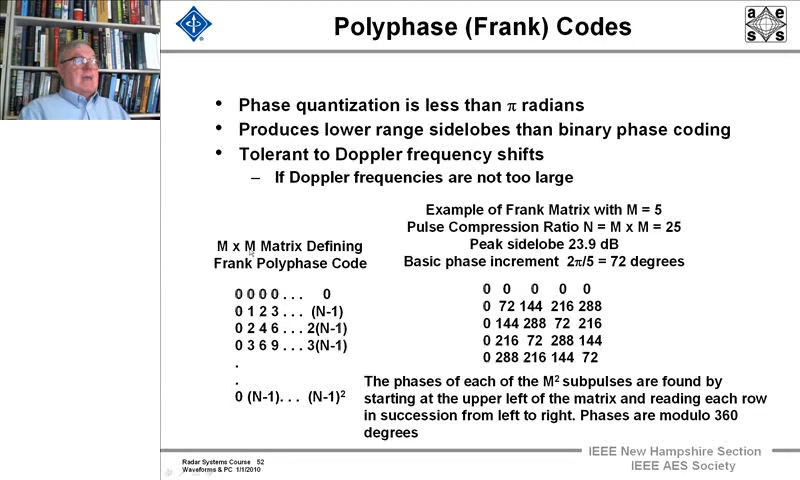 Polyphase (Frank) Codes
a e
s s
• Phase quantization is less than π radians
• Produces lower range sidelobes than binary phase coding
• Tolerant to Doppler frequency shifts
– If Doppler frequencies are not too large
M x M Matrix Defining
Frank Polyphase Code
0 0 0 0 . . . 0
0 1 2 3 . . . (N-1)
0 2 4 6 . . . 2(N-1)
0 3 6 9 . . . 3(N-1)
.
.
0 (N-1). . . (N-1)²
Example of Frank Matrix with M = 5
Pulse Compression Ratio N = M x M = 25
Peak sidelobe 23.9 dB
Basic phase increment 2π/5 = 72 degrees
0 0 0 0 0
0 72 144 216 288
0 144 288 72 216
0 216 72 288 144
0 288 216 144 72
The phases of each of the M² subpulses are found by
starting at the upper left of the matrix and reading each row
in succession from left to right. Phases are modulo 360
degrees
Radar Systems Course 52
Waveforms & PC 1/1/2010
IEEE New Hampshire Section
IEEE AES Society